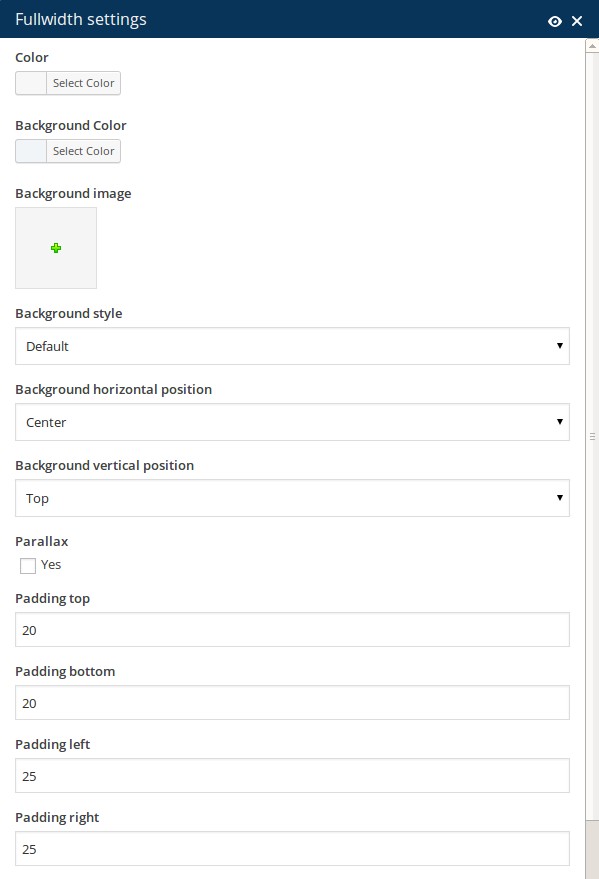 Fullwidth settings
Color
Select Color
Background Color
Select Color
Background image
Background style
Default
Background horizontal position
Center
Background vertical position
Top
Parallax
Yes
Padding top
20
Padding bottom
20
Padding left
25
Padding right
25